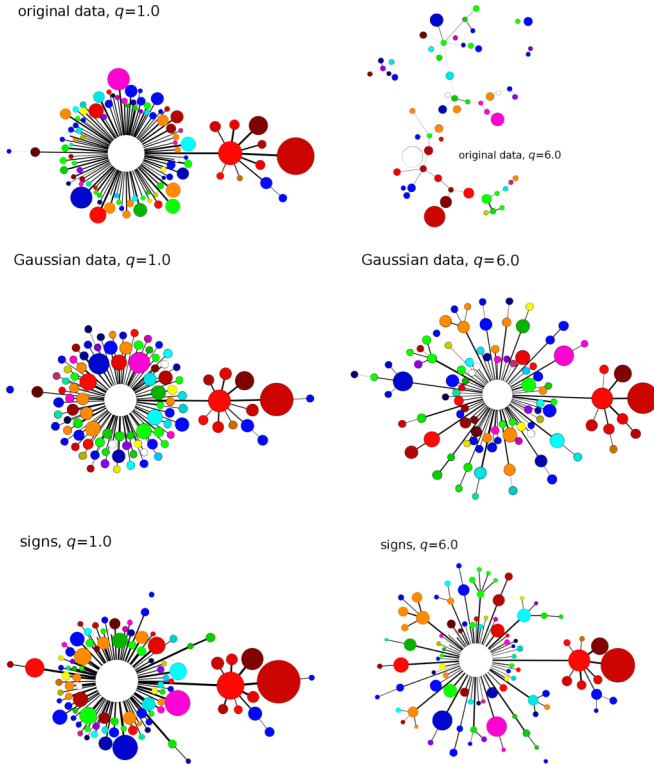 original data, q=1.0
original data, q=6.0
Gaussian data, q=1.0
Gaussian data, q=6.0
signs, q=1.0
signs, q=6.0